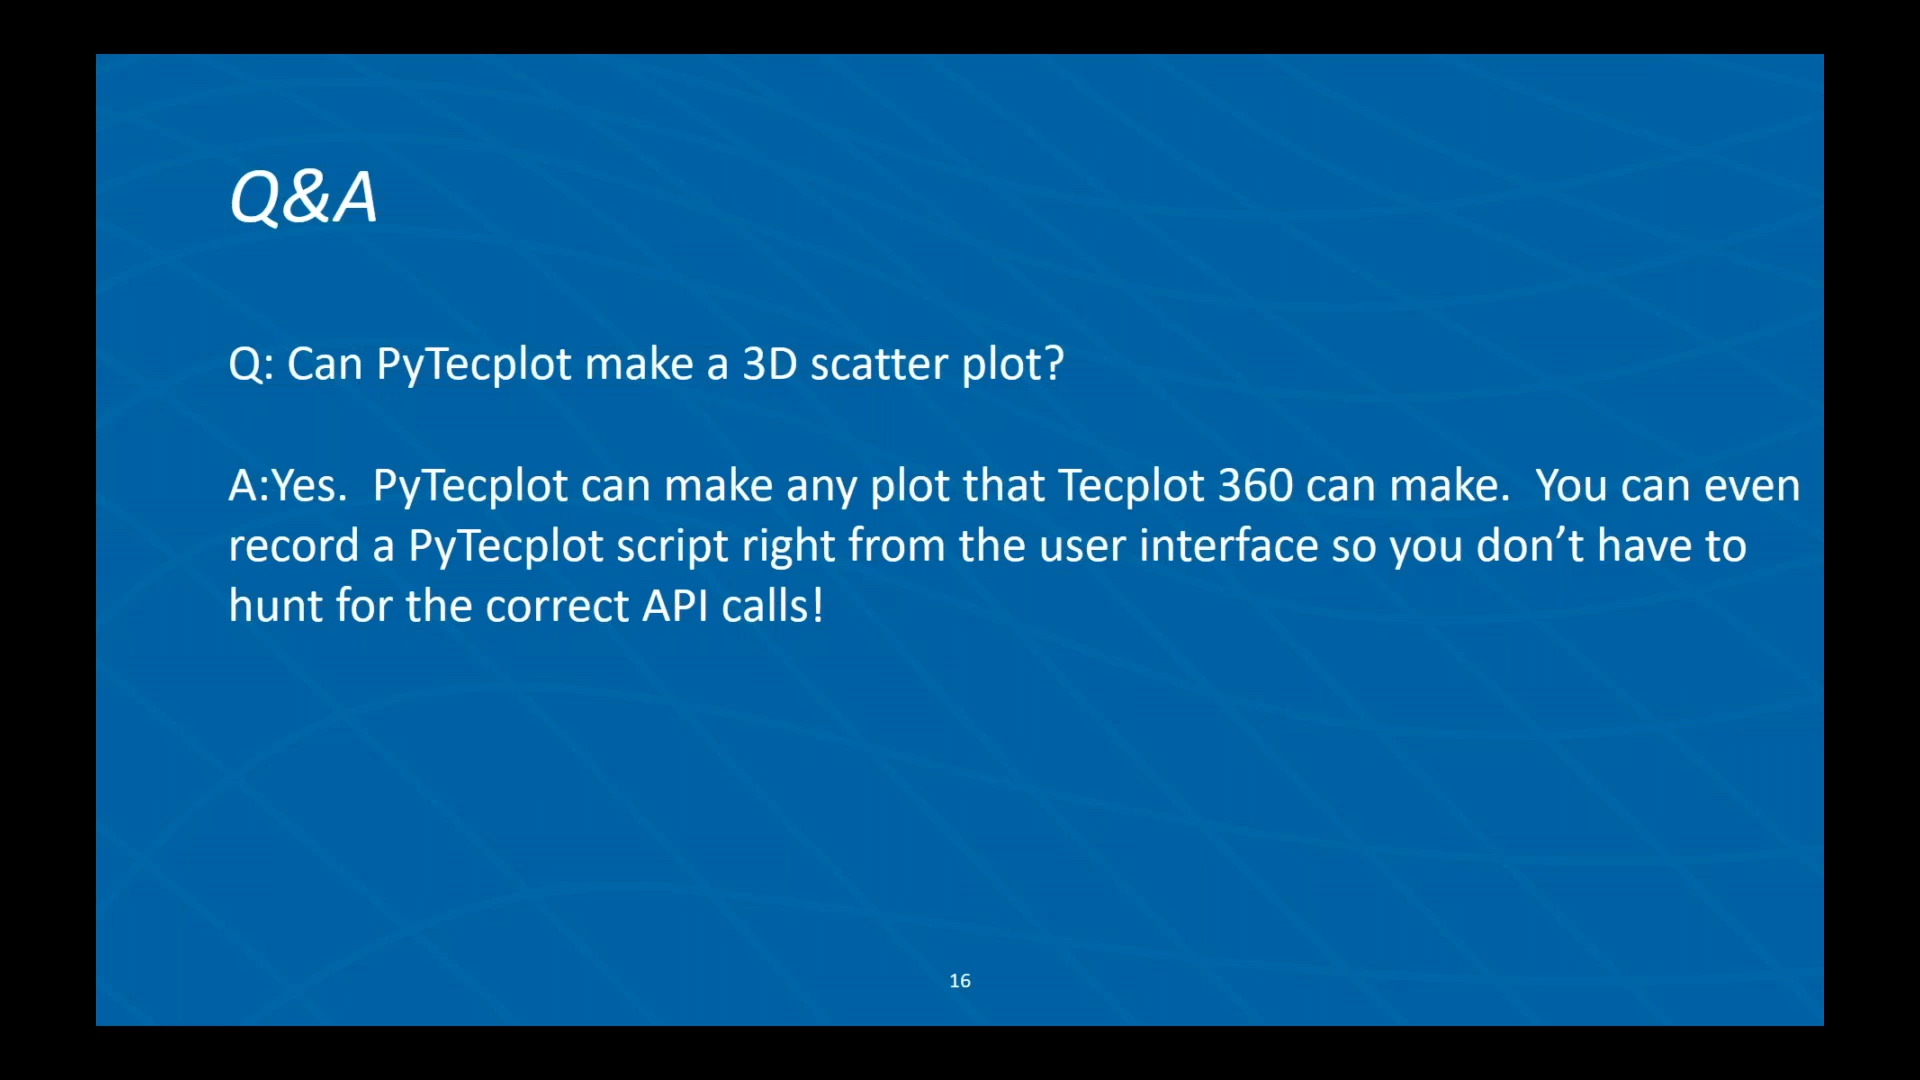 Q&A
Q: Can PyTecplot make a 3D scatter plot?
A:Yes.  PyTecplot can make any plot that Tecplot 360 can make.  You can even
record a PyTecplot script right from the user interface so you don’t have to
hunt for the correct API calls!
16